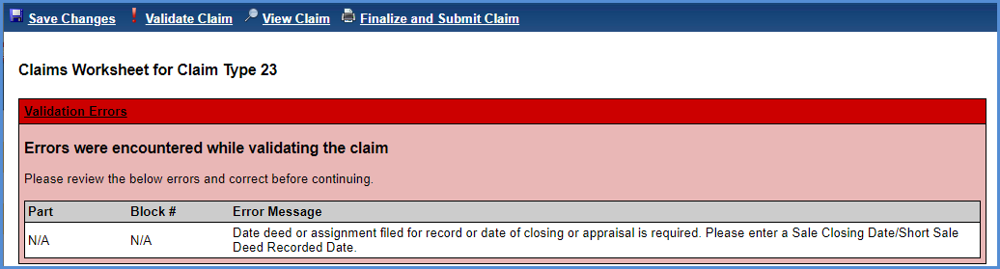 Save Changes Validate Claim View Claim Finalize and Submit Claim
Claims Worksheet for Claim Type 23
Validation Errors
Errors were encountered while validating the claim
Please review the below errors and correct before continuing.
Part Block # Error Message
N/A N/A Date deed or assignment filed for record or date of closing or appraisal is required. Please enter a Sale Closing Date/Short Sale
Deed Recorded Date.